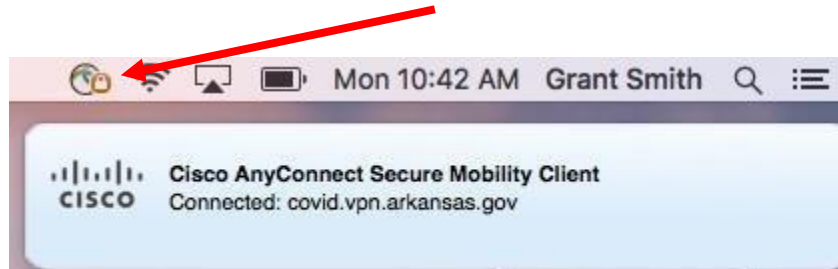 Mon 10:42 AM Grant Smith
CISCO
Cisco AnyConnect Secure Mobility Client
Connected: covid.vpn.arkansas.gov